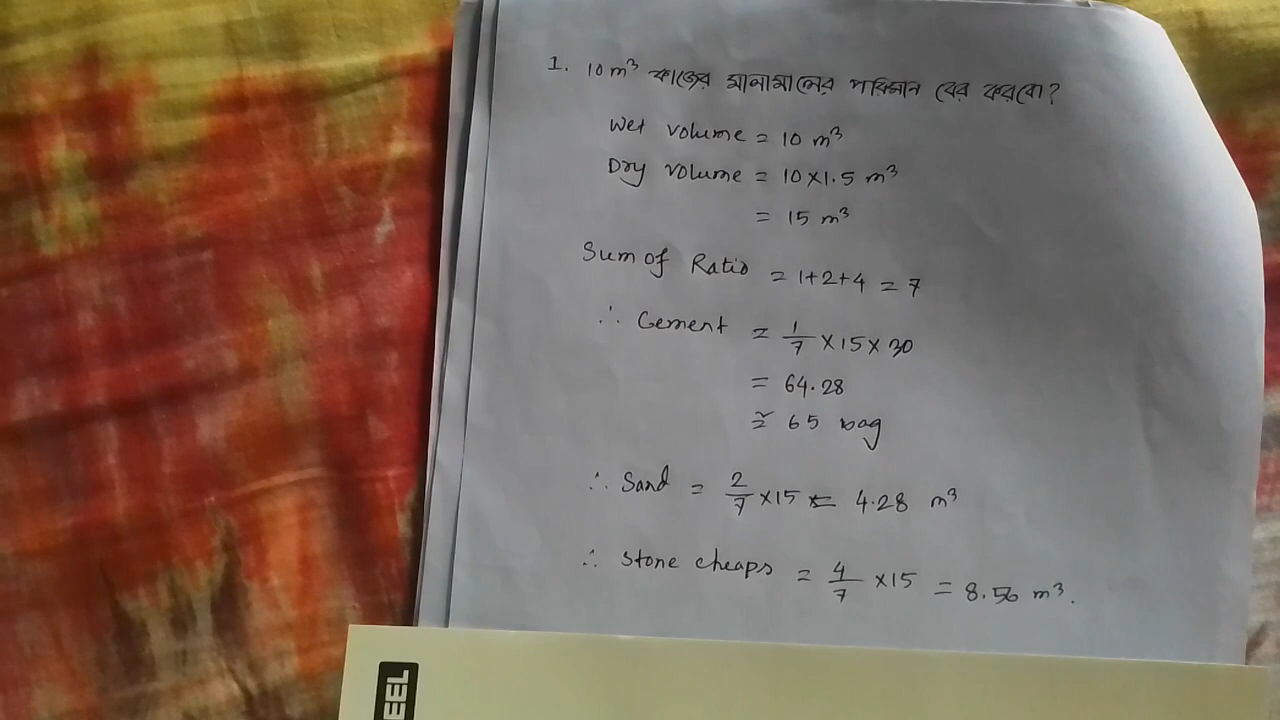 1. 10 m³ কাজের মালামালের পরিমান বের করবো?
Wet volume = 10 m³
Dry volume = 10×1.5 m³
= 15 m³
Sum of Ratio = 1+2+4 = 7
∴ Cement = 1/7 ×15×30
= 64.28
≅ 65 bag
∴ Sand = 2/7 ×15 = 4.28 m³
∴ Stone cheaps = 4/7 ×15 = 8.56 m³.
EEL